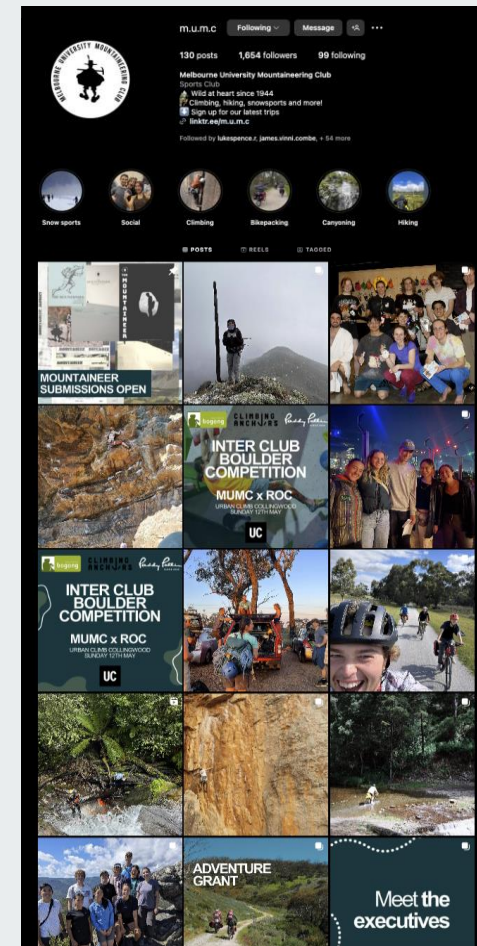 m.u.m.c Following Message
130 posts 1,654 followers 99 following
Melbourne University Mountaineering Club
Sports Club
Wild at heart since 1944
Climbing, hiking, snowsports and more!
Sign up for our latest trips
linktr.ee/m.u.m.c
Followed by lukespence.r, james.vinni.combe, + 54 more
MELBOURNE UNIVERSITY MOUNTAINEERING CLUB
Snow sports Social Climbing Bikepacking Canyoning Hiking
POSTS REELS TAGGED
THE MOUNTAINEER
MOUNTAINEER
SUBMISSIONS OPEN
bogong CLIMBING ANCHORS Paddy Pallin
INTER CLUB
BOULDER
COMPETITION
MUMC x ROC
URBAN CLIMB COLLINGWOOD
SUNDAY 12TH MAY
UC
bogong CLIMBING ANCHORS Paddy Pallin
INTER CLUB
BOULDER
COMPETITION
MUMC x ROC
URBAN CLIMB COLLINGWOOD
SUNDAY 12TH MAY
UC
ADVENTURE
GRANT
Meet the
executives